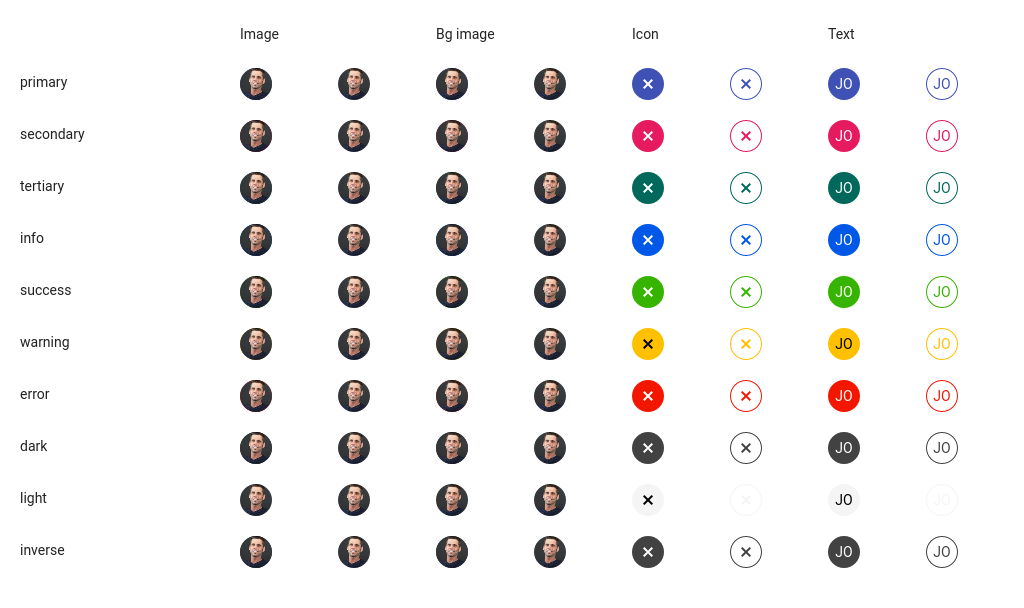 Image Bg image Icon Text
primary JO JO
secondary JO JO
tertiary JO JO
info JO JO
success JO JO
warning JO JO
error JO JO
dark JO JO
light JO JO
inverse JO JO